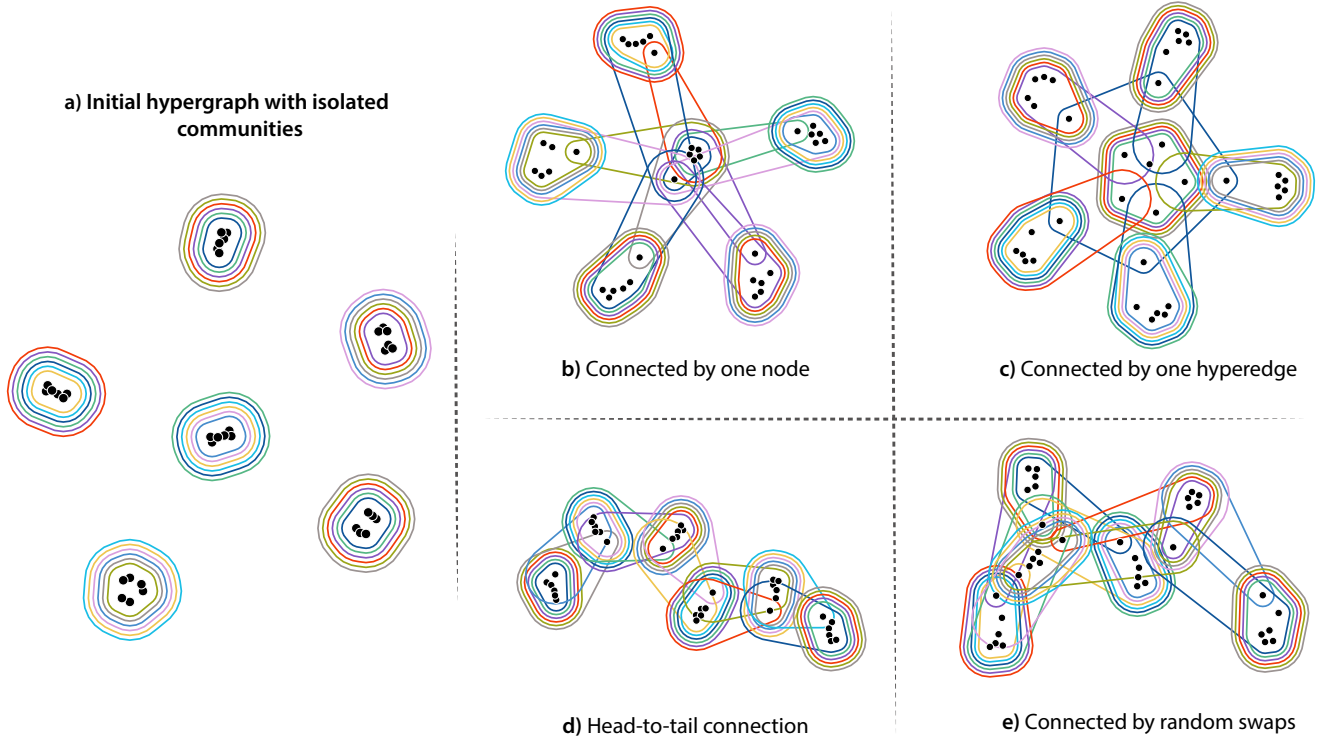 a) Initial hypergraph with isolated
communities
b) Connected by one node
c) Connected by one hyperedge
d) Head-to-tail connection
e) Connected by random swaps